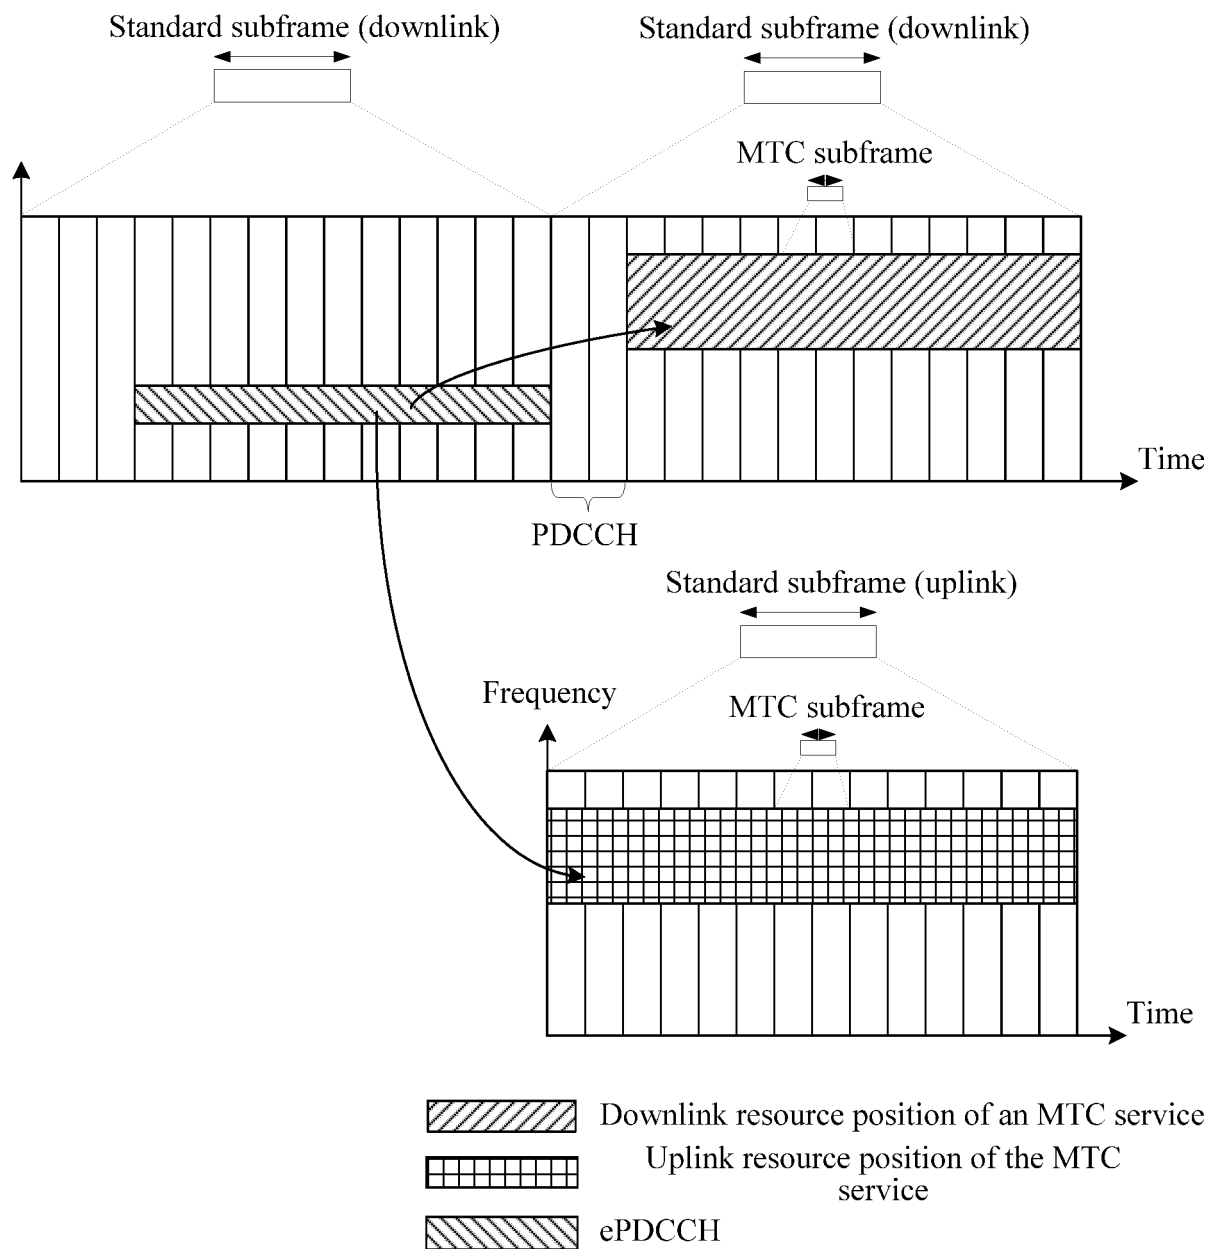 Standard subframe (downlink)
Standard subframe (downlink)
MTC subframe
Time
PDCCH
Standard subframe (uplink)
Frequency
MTC subframe
Time
Downlink resource position of an MTC service
Uplink resource position of the MTC
service
ePDCCH